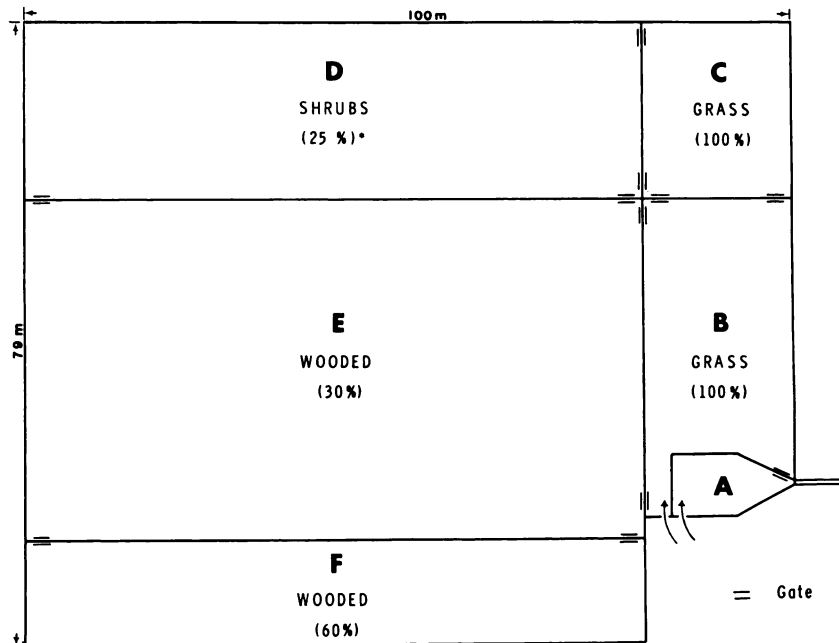 100m
D
SHRUBS
(25 %)*
C
GRASS
(100%)
79 m
E
WOODED
(30%)
B
GRASS
(100%)
A
F
WOODED
(60%)
= Gate